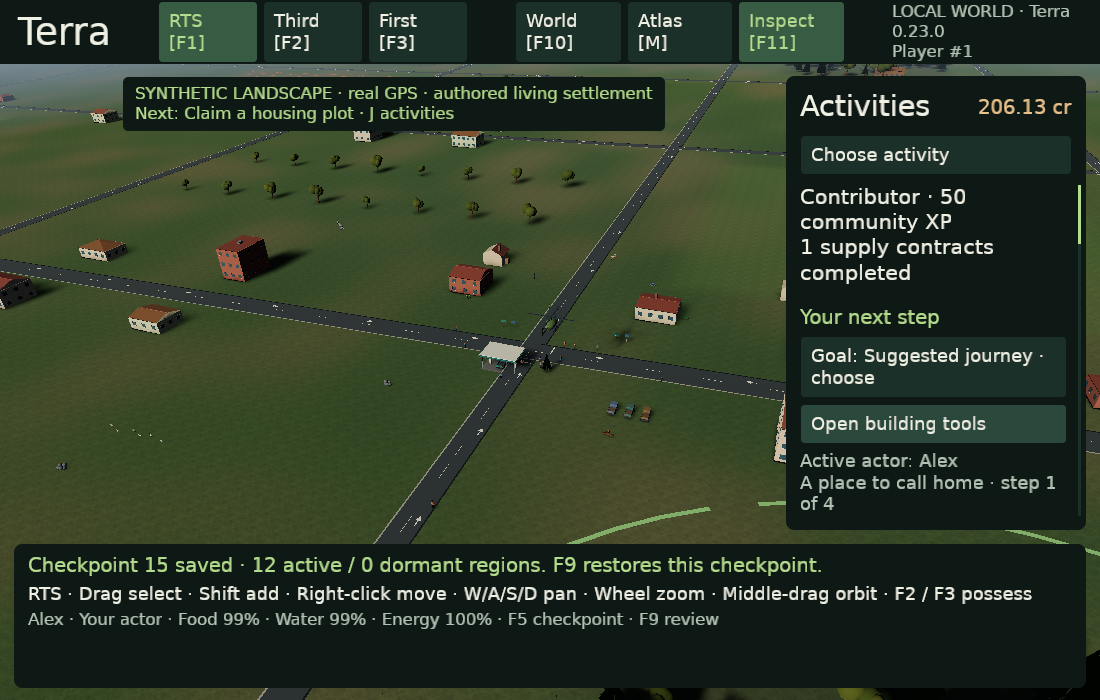 Terra
RTS
[F1]
Third
[F2]
First
[F3]
World
[F10]
Atlas
[M]
Inspect
[F11]
LOCAL WORLD · Terra
0.23.0
Player #1
SYNTHETIC LANDSCAPE · real GPS · authored living settlement
Next: Claim a housing plot · J activities
Activities 206.13 cr
Choose activity
Contributor · 50
community XP
1 supply contracts
completed
Your next step
Goal: Suggested journey ·
choose
Open building tools
Active actor: Alex
A place to call home · step 1
of 4
Checkpoint 15 saved · 12 active / 0 dormant regions. F9 restores this checkpoint.
RTS · Drag select · Shift add · Right-click move · W/A/S/D pan · Wheel zoom · Middle-drag orbit · F2 / F3 possess
Alex · Your actor · Food 99% · Water 99% · Energy 100% · F5 checkpoint · F9 review